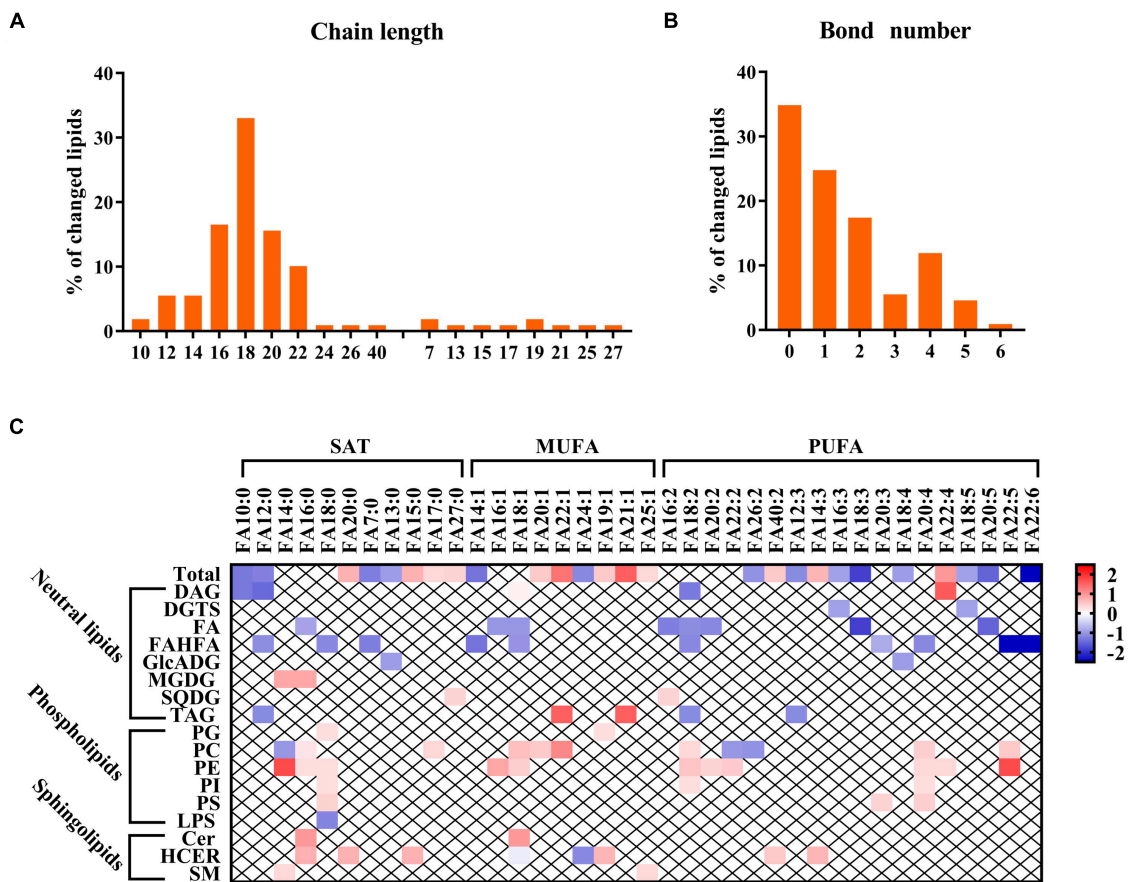 A
Chain length
% of changed lipids
40
30
20
10
0
10 12 14 16 18 20 22 24 26 40 7 13 15 17 19 21 25 27
B
Bond number
% of changed lipids
40
30
20
10
0
0 1 2 3 4 5 6
C
SAT MUFA PUFA
FA10:0 FA12:0 FA14:0 FA16:0 FA18:0 FA20:0 FA7:0 FA13:0 FA15:0 FA17:0 FA27:0 FA14:1 FA16:1 FA18:1 FA20:1 FA22:1 FA24:1 FA19:1 FA21:1 FA25:1 FA16:2 FA18:2 FA20:2 FA22:2 FA26:2 FA40:2 FA12:3 FA14:3 FA16:3 FA18:3 FA20:3 FA18:4 FA20:4 FA22:4 FA18:5 FA20:5 FA22:5 FA22:6
Total
Neutral lipids
DAG
DGTS
FA
FAHFA
GlcADG
MGDG
SQDG
TAG
Phospholipids
PG
PC
PE
PI
PS
LPS
Sphingolipids
Cer
HCER
SM
2
1
0
-1
-2